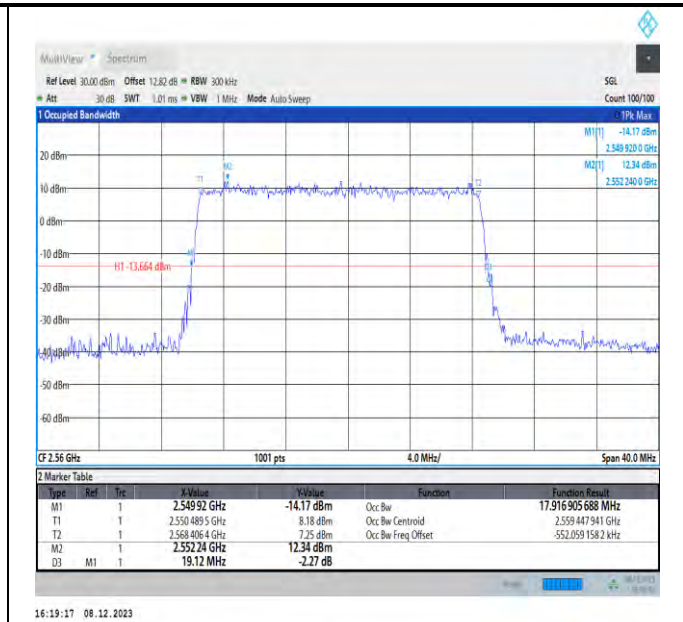 MultiView Spectrum
Ref Level 30.00 dBm Offset 12.82 dB RBW 300 kHz SGL
Att 30 dB SWT 1.01 ms VBW 1 MHz Mode Auto Sweep Count 100/100
1 Occupied Bandwidth 1Pk Max
M1[1] -14.17 dBm
2.549 920 0 GHz
M2[1] 12.34 dBm
2.552 240 0 GHz
20 dBm
M2
T1
T2
10 dBm
0 dBm
-10 dBm
H1 -13.664 dBm
-20 dBm
-30 dBm
-40 dBm
-50 dBm
-60 dBm
CF 2.56 GHz 1001 pts 4.0 MHz/ Span 40.0 MHz
2 Marker Table
Type Ref Trc X-Value Y-Value Function Function Result
M1 1 2.549 92 GHz -14.17 dBm Occ Bw 17.916 905 688 MHz
T1 1 2.550 489 5 GHz 8.18 dBm Occ Bw Centroid 2.559 447 941 GHz
T2 1 2.568 406 4 GHz 7.25 dBm Occ Bw Freq Offset -552.059 158 2 kHz
M2 1 2.552 24 GHz 12.34 dBm
D3 M1 1 19.12 MHz -2.27 dB
16:19:17 08.12.2023